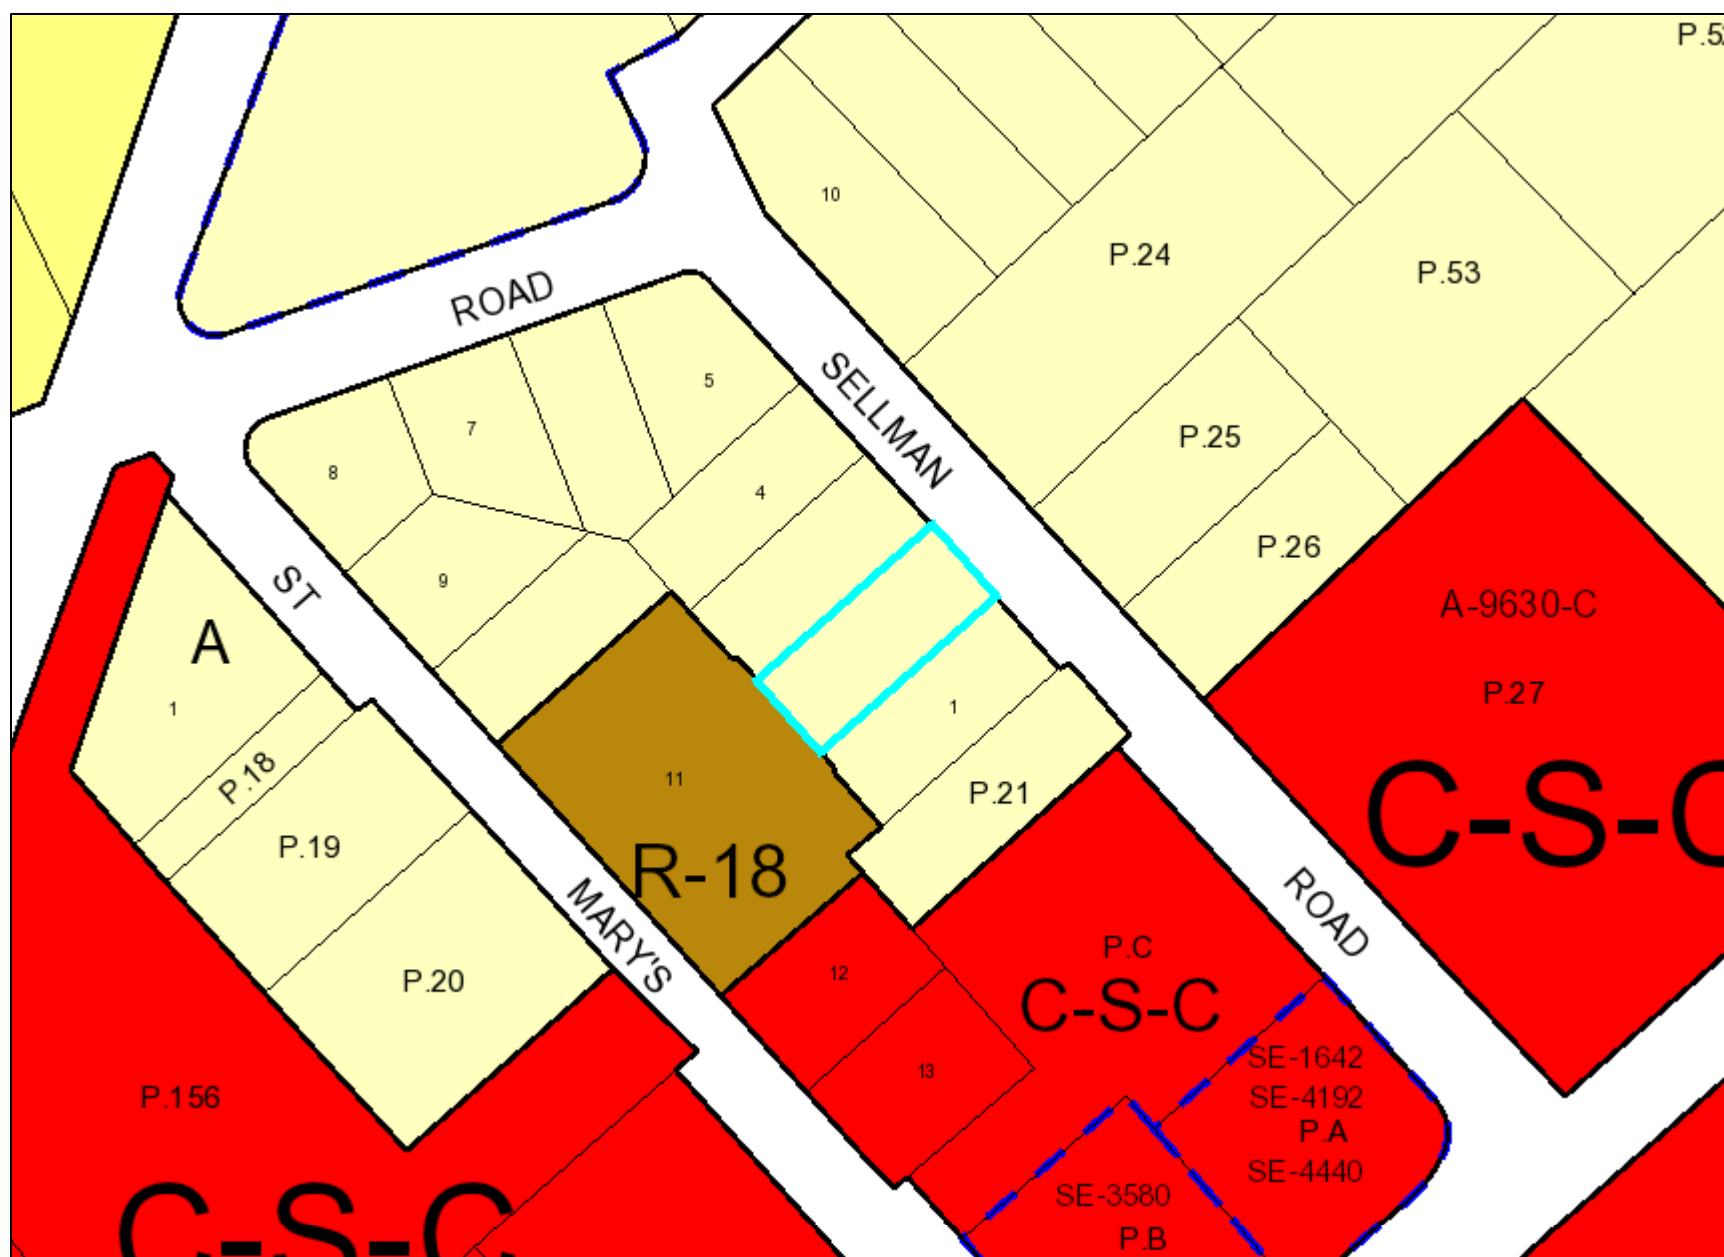 P.5
10
P.24
P.53
ROAD
SELLMAN
5
7
8
P.25
4
P.26
9
ST
A
A-9630-C
1
P.27
1
P.18
11
P.21
C-S-C
P.19
R-18
MARY'S
ROAD
P.20
12
P.C
C-S-C
13
SE-1642
SE-4192
P.A
SE-4440
P.156
SE-3580
P.B
C-S-C